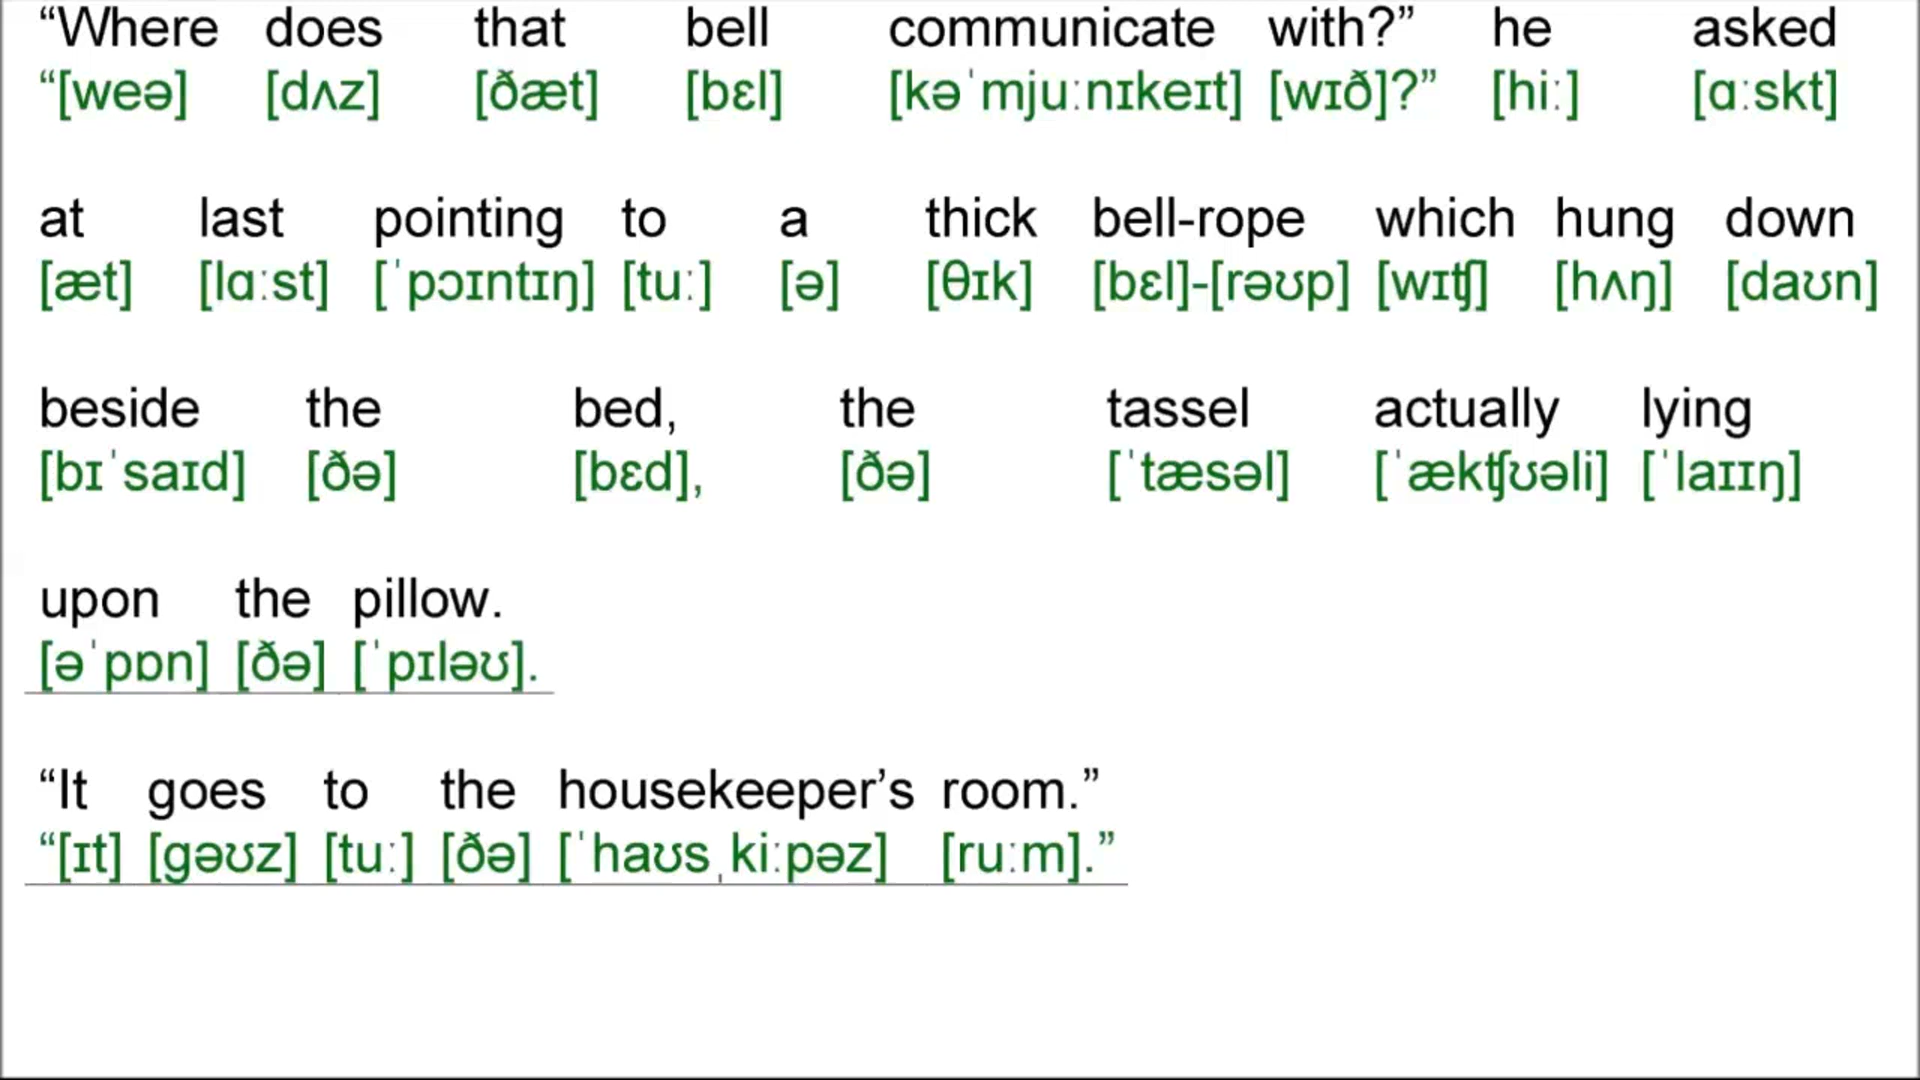 “Where does that bell communicate with?” he asked
“[weə] [dʌz] [ðæt] [bɛl] [kəˈmjuːnɪkeɪt] [wɪð]?” [hiː] [ɑːskt]
at last pointing to a thick bell-rope which hung down
[æt] [lɑːst] [ˈpɔɪntɪŋ] [tuː] [ə] [θɪk] [bɛl]-[rəʊp] [wɪʧ] [hʌŋ] [daʊn]
beside the bed, the tassel actually lying
[bɪˈsaɪd] [ðə] [bɛd], [ðə] [ˈtæsəl] [ˈækʧʊəli] [ˈlaɪɪŋ]
upon the pillow.
[əˈpɒn] [ðə] [ˈpɪləʊ].
“It goes to the housekeeper’s room.”
“[ɪt] [gəʊz] [tuː] [ðə] [ˈhaʊsˌkiːpəz] [ruːm].”